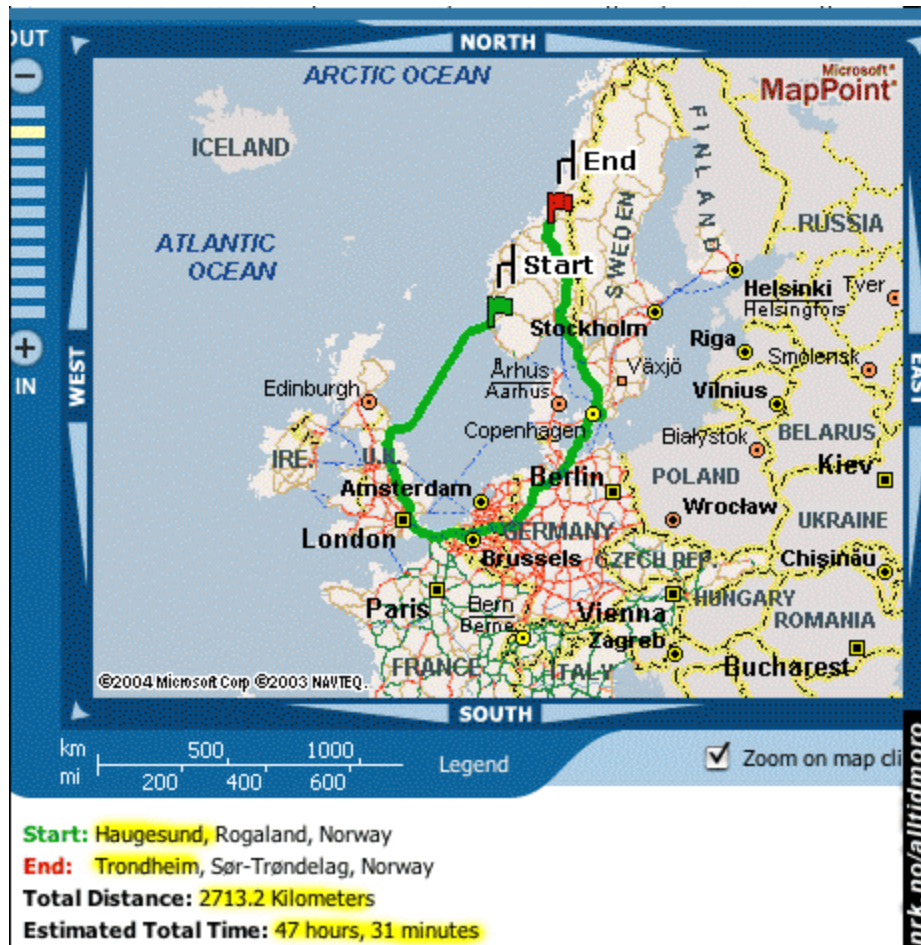 OUT
NORTH
ARCTIC OCEAN
Microsoft®
MapPoint®
ICELAND
End
FINLAND
SWEDEN
RUSSIA
ATLANTIC
OCEAN
Start
Helsinki
Helsingfors
Tver
Stockholm
Riga
Smolensk
IN
WEST
EAST
Århus
Aarhus
Växjö
Edinburgh
Vilnius
Copenhagen
Białystok
BELARUS
IRE.
U.K.
Amsterdam
Berlin
POLAND
Kiev
Wrocław
London
GERMANY
UKRAINE
Brussels
CZECH REP.
Chişinău
Paris
Bern
Berne
Vienna
HUNGARY
ROMANIA
Zagreb
FRANCE
ITALY
Bucharest
©2004 Microsoft Corp ©2003 NAVTEQ.
SOUTH
km 500 1000
mi 200 400 600
Legend
Zoom on map cli
Start: Haugesund, Rogaland, Norway
End: Trondheim, Sør-Trøndelag, Norway
Total Distance: 2713.2 Kilometers
Estimated Total Time: 47 hours, 31 minutes
nrk.no/alltidmoro